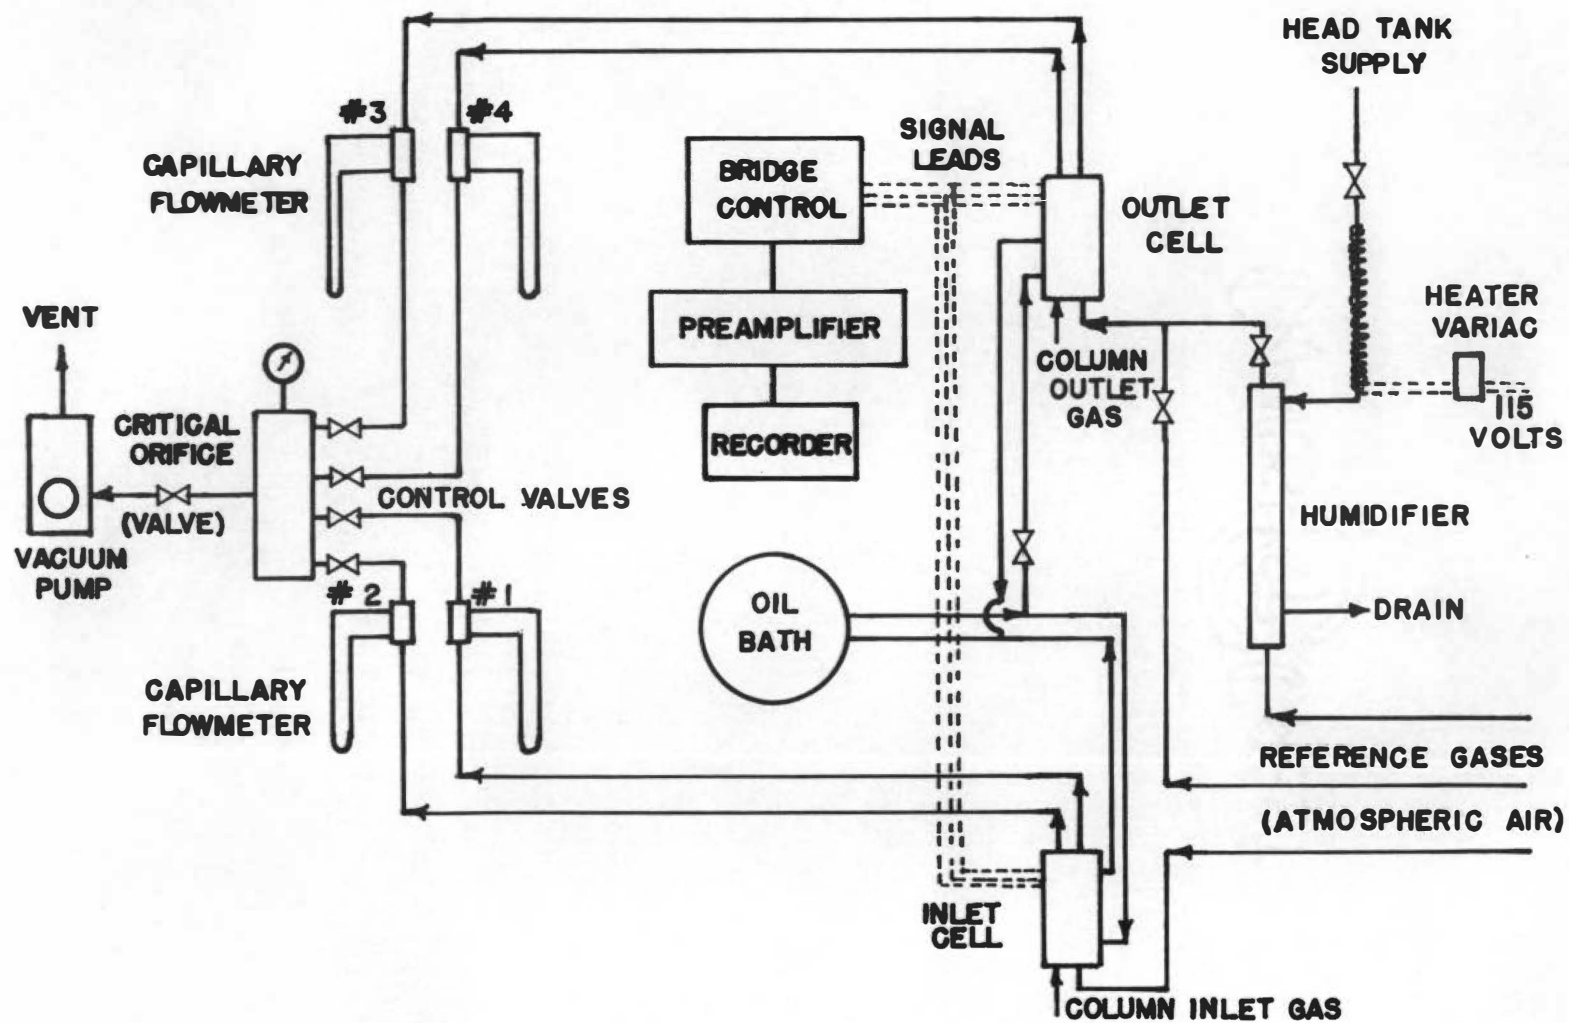 HEAD TANK
SUPPLY
#3
#4
CAPILLARY
FLOWMETER
SIGNAL
LEADS
BRIDGE
CONTROL
OUTLET
CELL
VENT
PREAMPLIFIER
HEATER
VARIAC
COLUMN
OUTLET
GAS
115
VOLTS
CRITICAL
ORIFICE
RECORDER
(VALVE)
CONTROL VALVES
HUMIDIFIER
VACUUM
PUMP
#2
#1
OIL
BATH
DRAIN
CAPILLARY
FLOWMETER
REFERENCE GASES
(ATMOSPHERIC AIR)
INLET
CELL
COLUMN INLET GAS